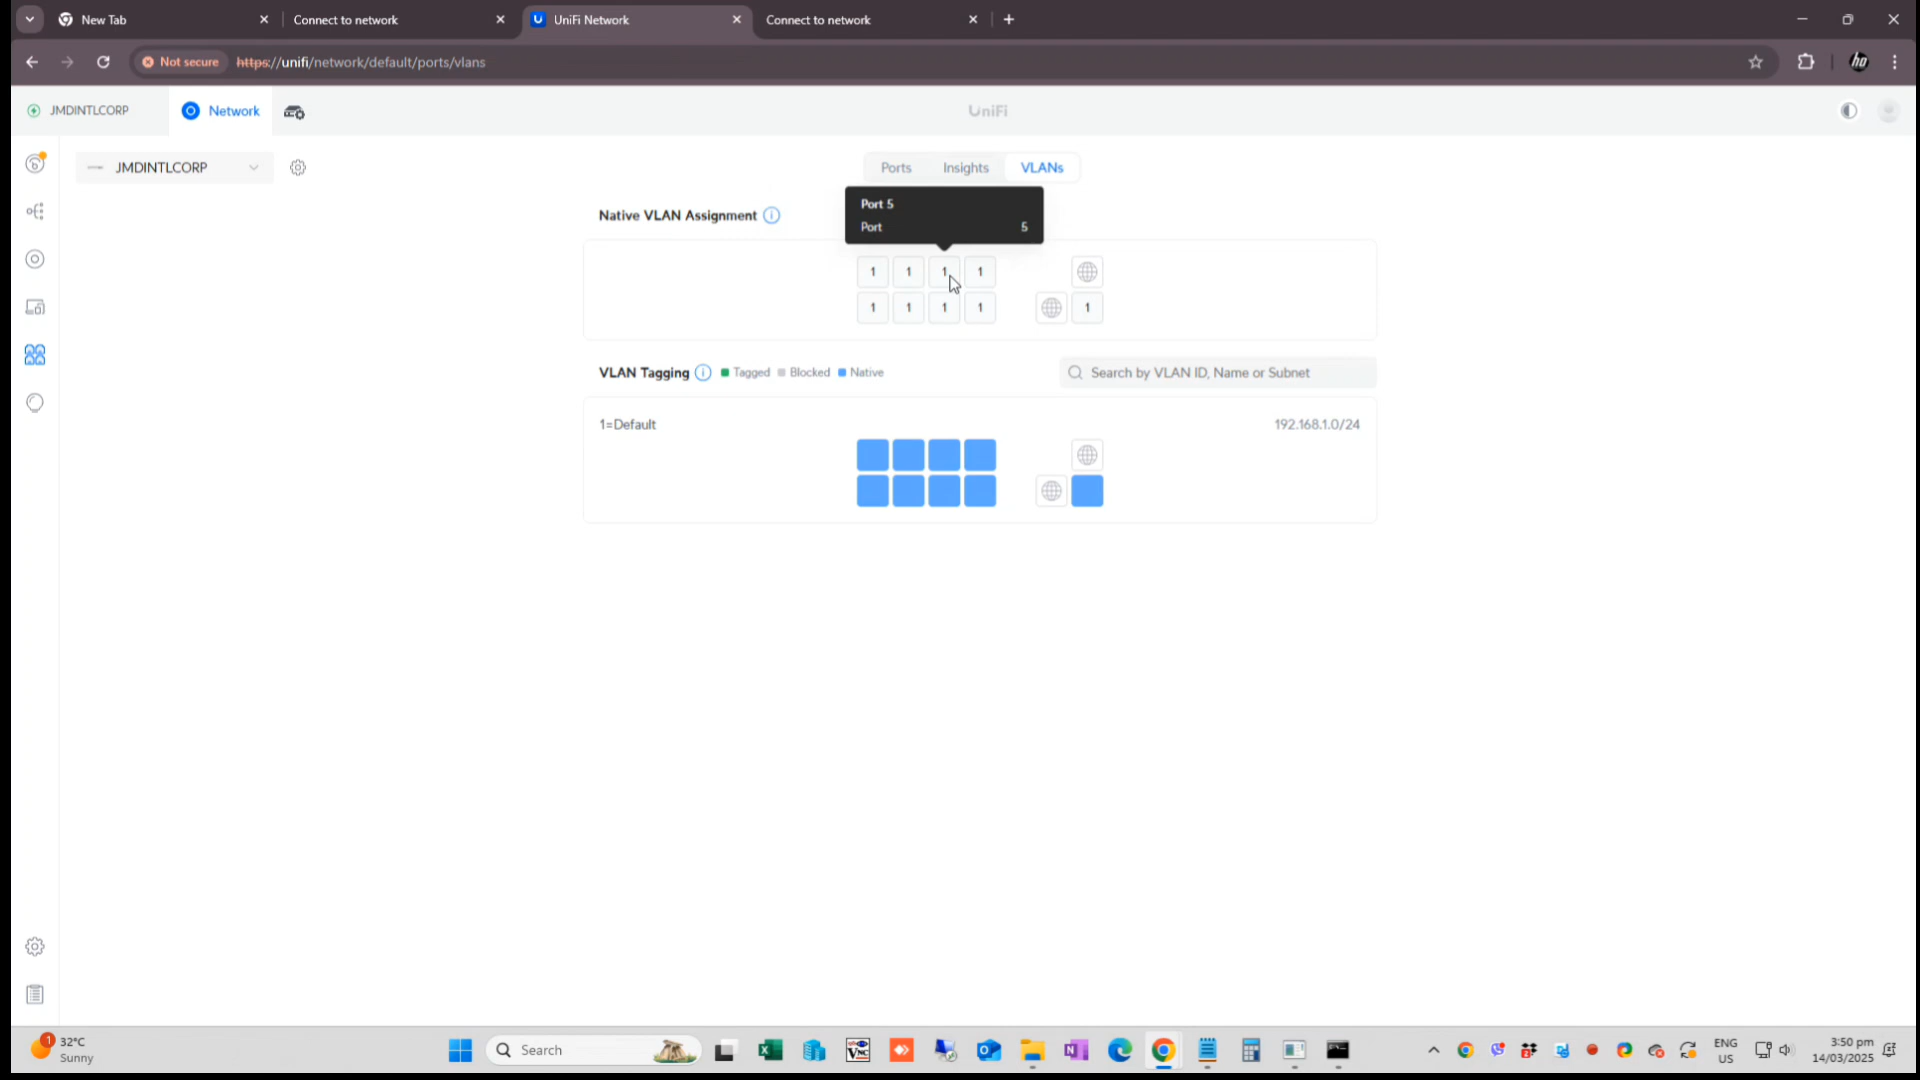 New Tab
Connect to network
UniFi Network
Connect to network
Not secure
https://unifi/network/default/ports/vlans
JMDINTLCORP
Network
UniFi
JMDINTLCORP
Ports
Insights
VLANs
Port 5
Port 5
Native VLAN Assignment
1 1 1 1
1 1 1 1 1
VLAN Tagging
Tagged
Blocked
Native
Search by VLAN ID, Name or Subnet
1=Default
192.168.1.0/24
1
32°C
Sunny
Search
VNC
ENG
US
3:50 pm
14/03/2025